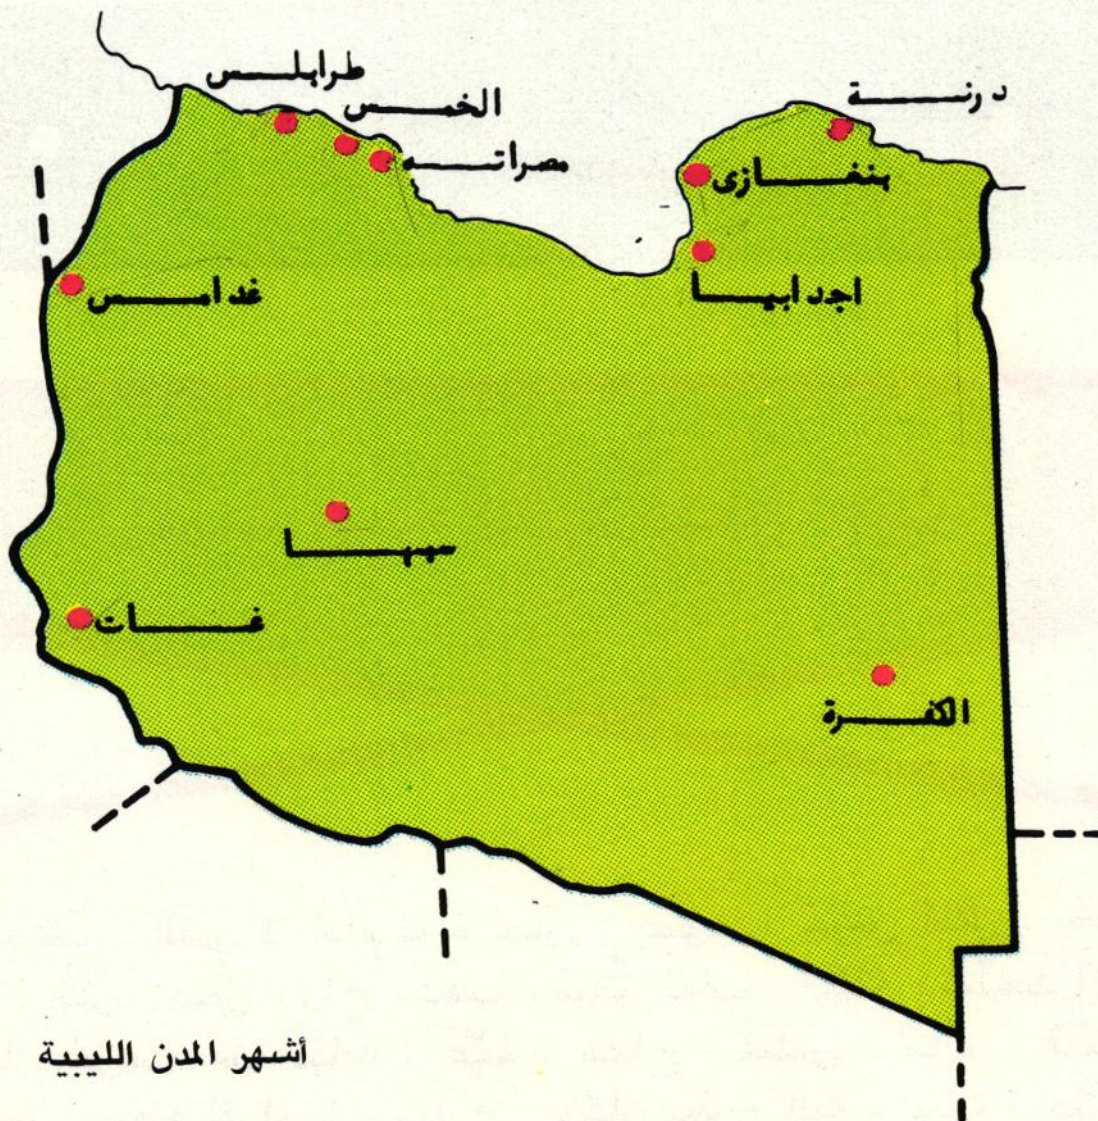 طرابلس
الخمس
مصراته
درنة
بنغازى
اجدابيا
غدامس
سبها
غات
الكفرة
أشهر المدن الليبية